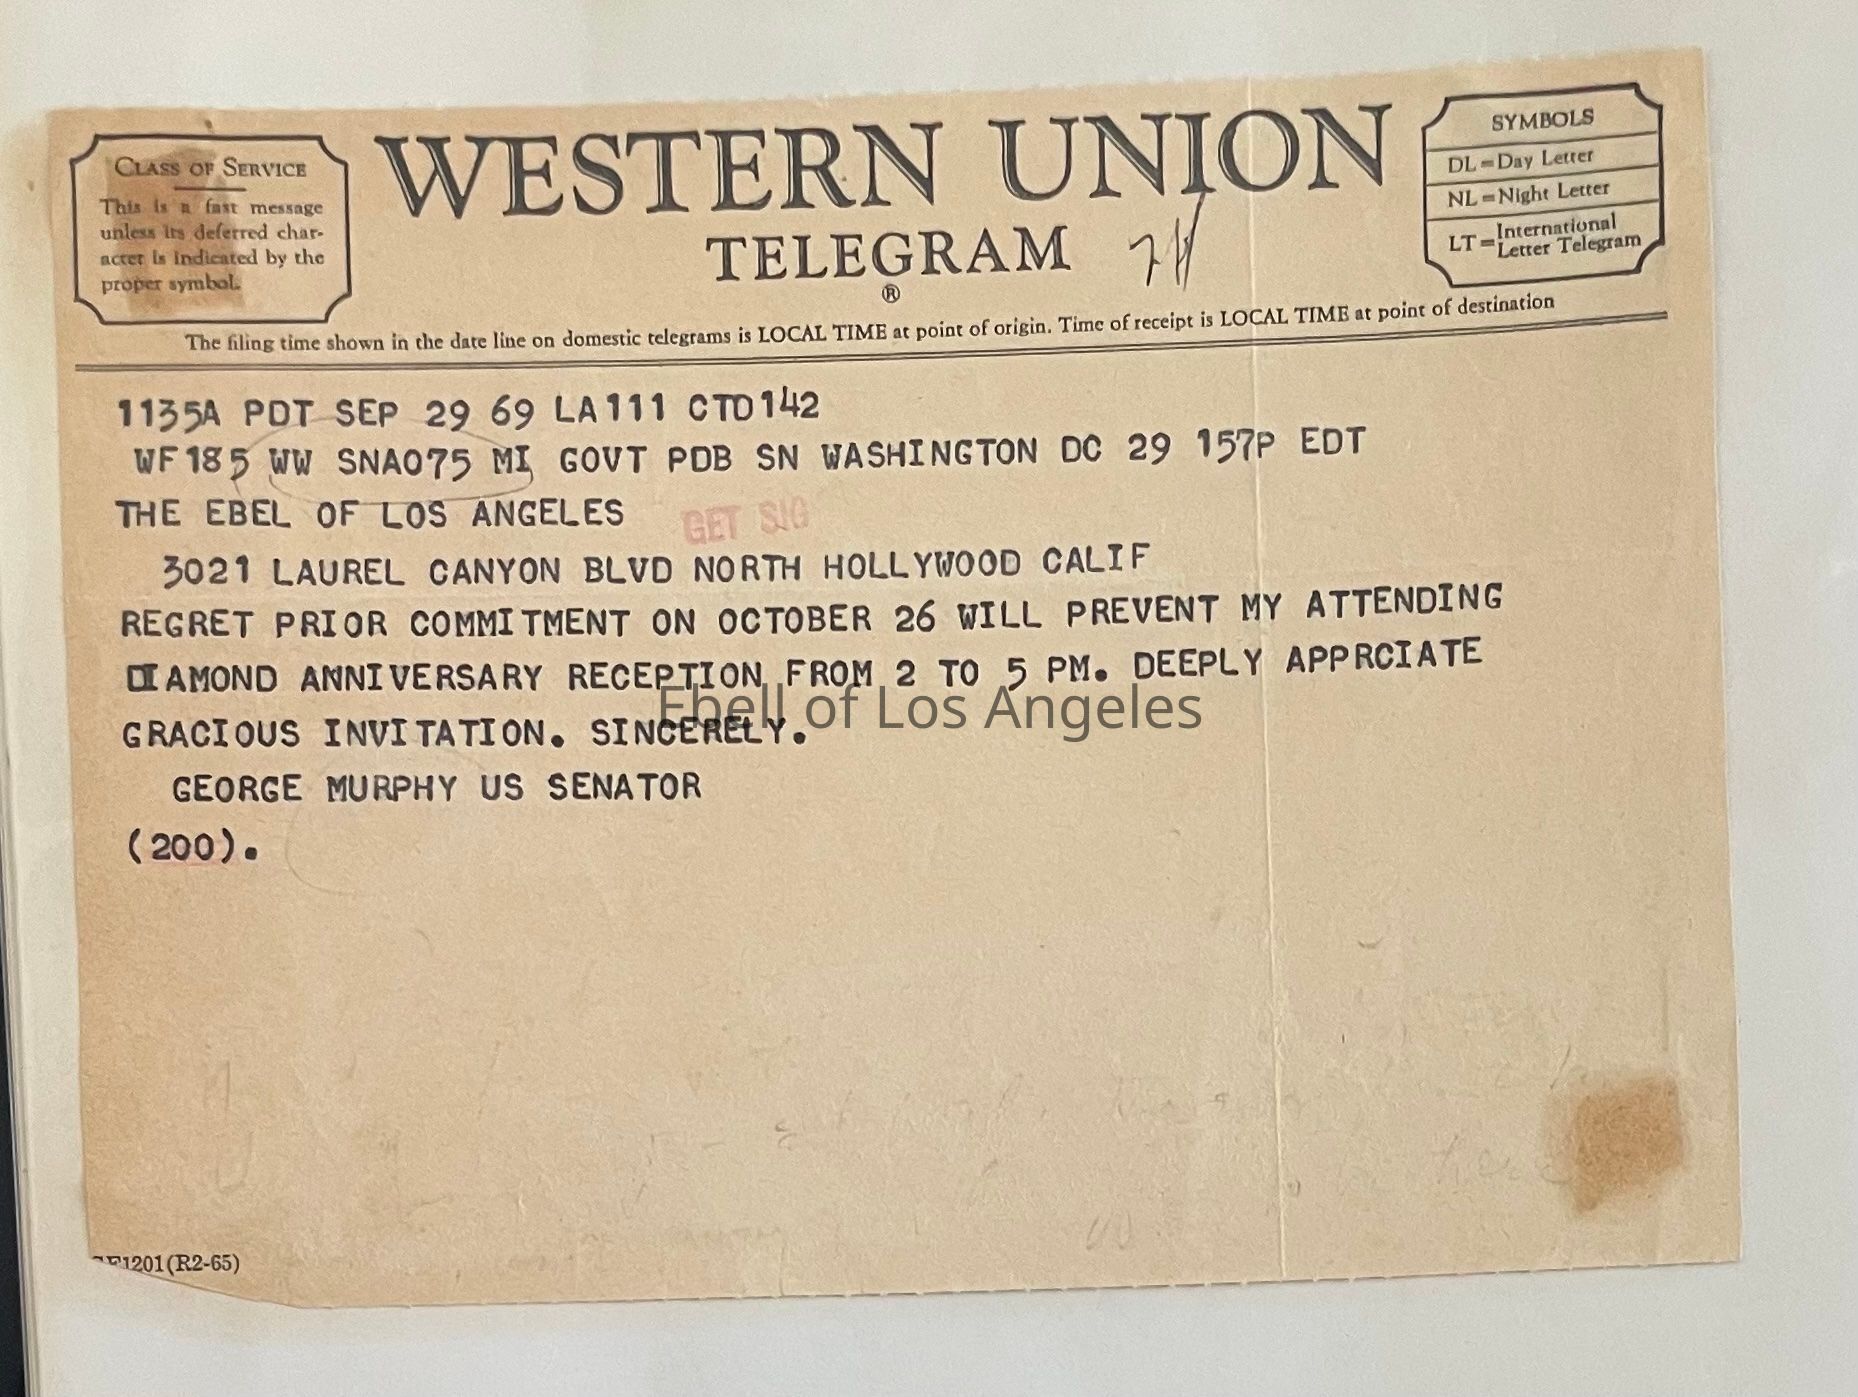 CLASS OF SERVICE
This is a fast message
unless its deferred char-
acter is indicated by the
proper symbol.
WESTERN UNION
TELEGRAM
®
SYMBOLS
DL=Day Letter
NL=Night Letter
LT=International
Letter Telegram
The filing time shown in the date line on domestic telegrams is LOCAL TIME at point of origin. Time of receipt is LOCAL TIME at point of destination
1135A PDT SEP 29 69 LA111 CTD142
WF185 WW SNA075 MI GOVT PDB SN WASHINGTON DC 29 157P EDT
THE EBEL OF LOS ANGELES
GET SIG
3021 LAUREL CANYON BLVD NORTH HOLLYWOOD CALIF
REGRET PRIOR COMMITMENT ON OCTOBER 26 WILL PREVENT MY ATTENDING
DIAMOND ANNIVERSARY RECEPTION FROM 2 TO 5 PM. DEEPLY APPRCIATE
Ebell of Los Angeles
GRACIOUS INVITATION. SINCERELY.
GEORGE MURPHY US SENATOR
(200).
1201(R2-65)